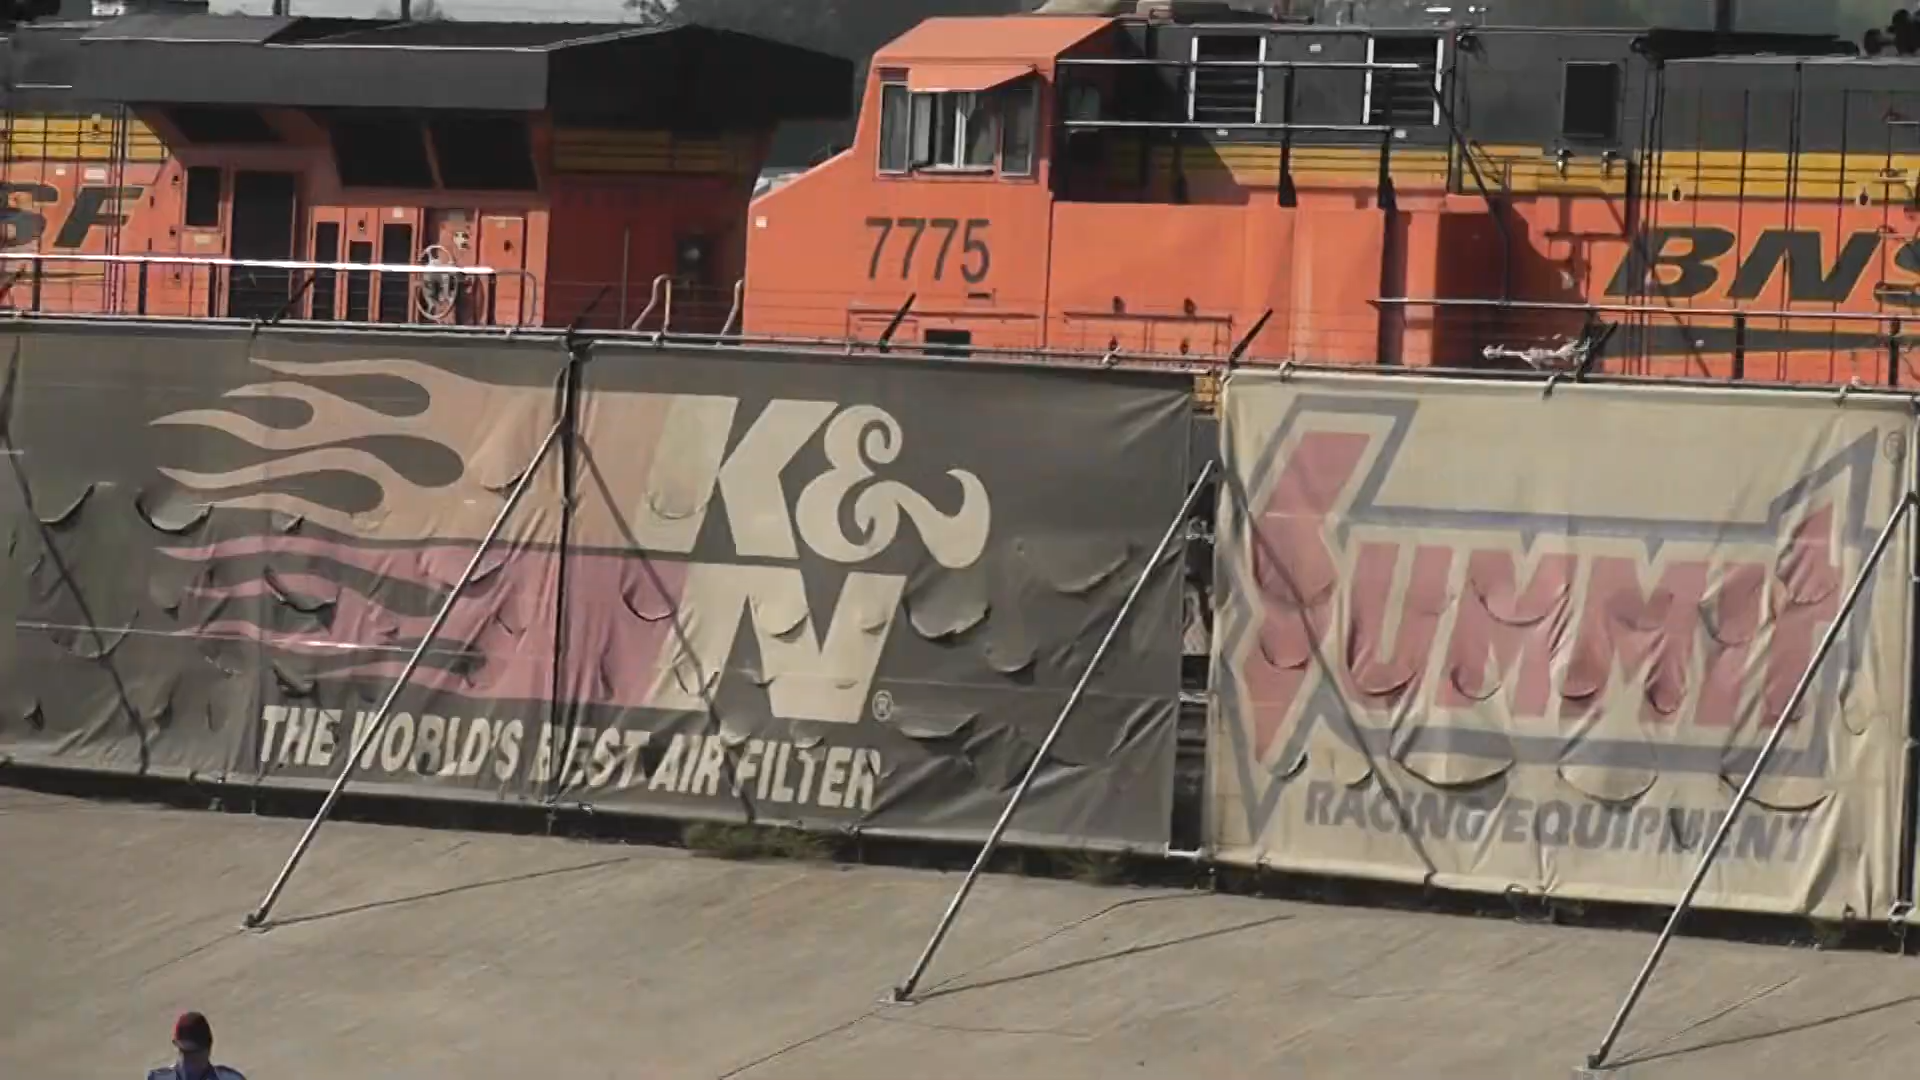 SF
7775
BNS
K&N®
THE WORLD'S BEST AIR FILTER
SUMMIT®
RACING EQUIPMENT